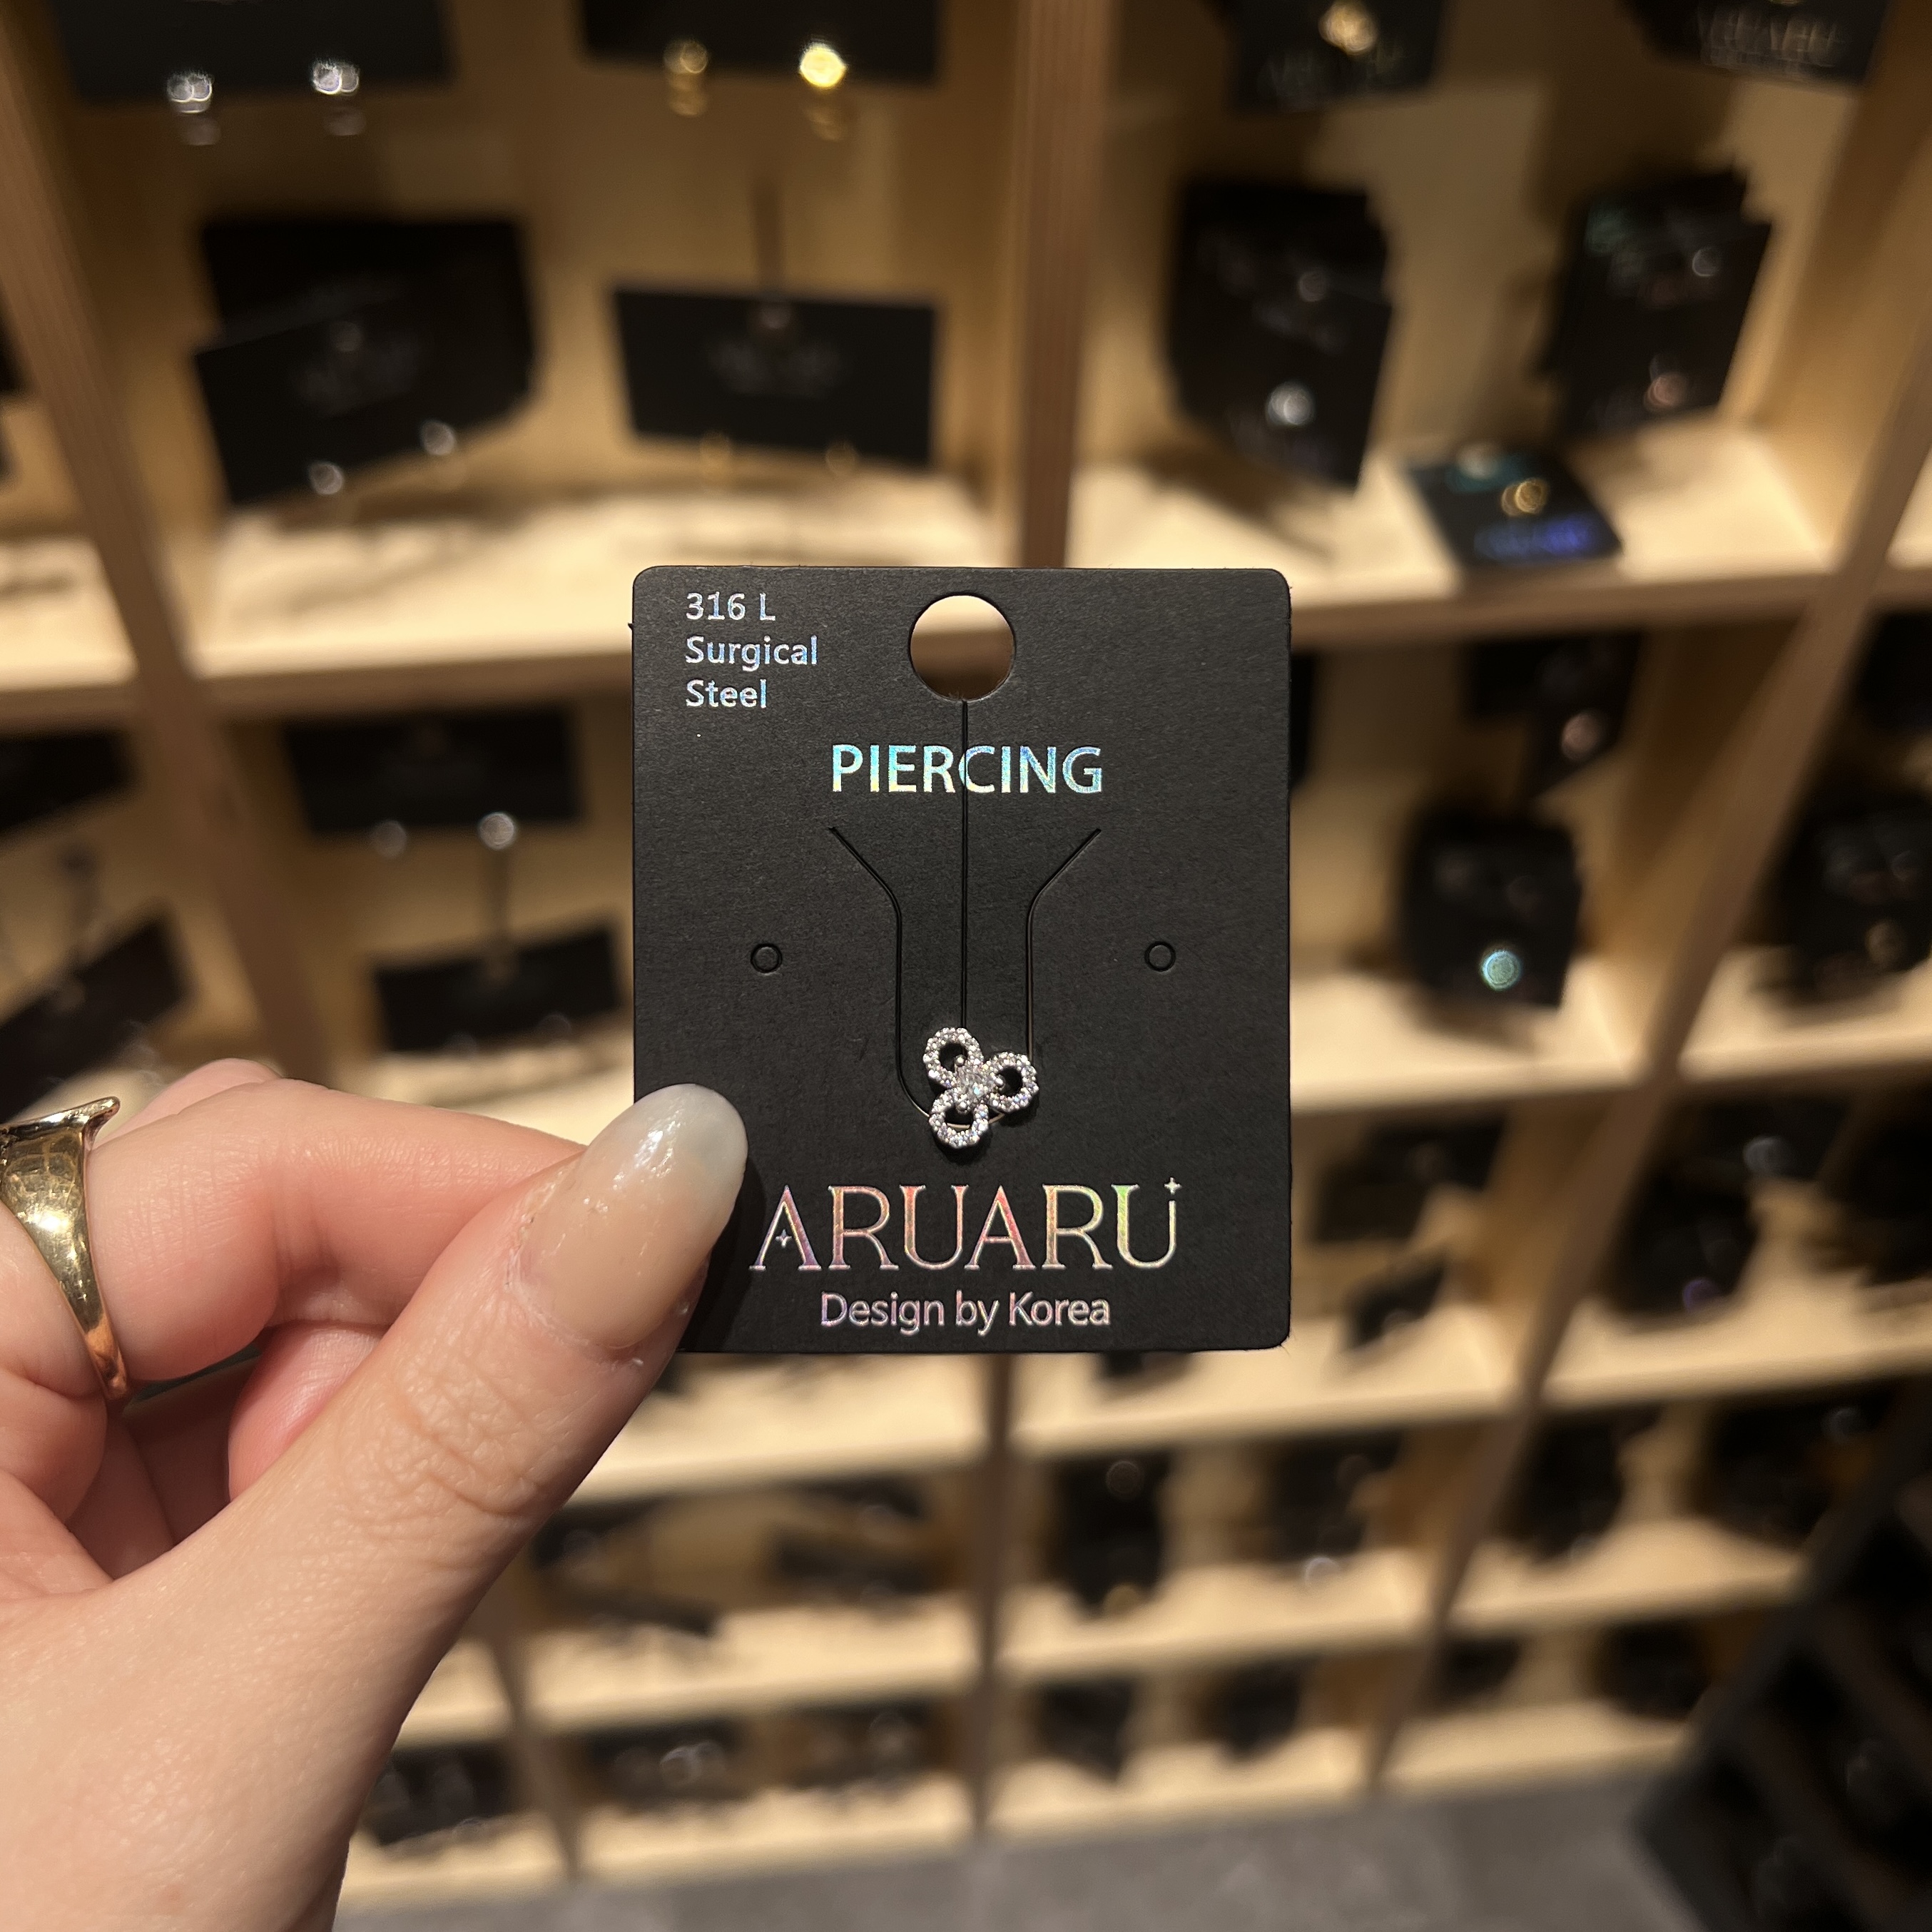 316 L
Surgical
Steel
PIERCING
ARUARU
Design by Korea